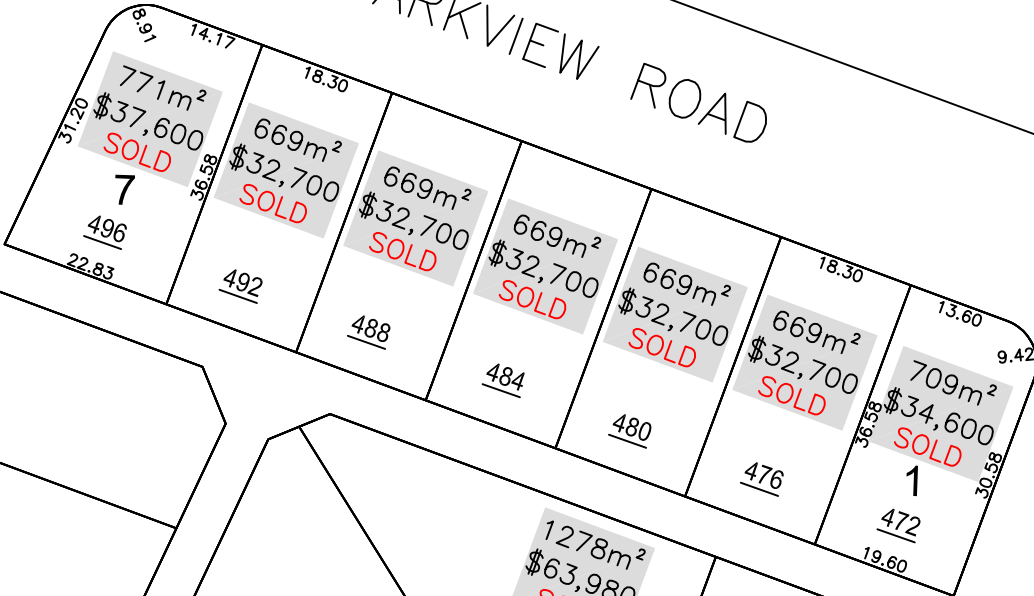 PARKVIEW ROAD
8.91
14.17
771m²
$37,600
SOLD
7
496
31.20
36.58
22.83
18.30
669m²
$32,700
SOLD
492
669m²
$32,700
SOLD
488
669m²
$32,700
SOLD
484
669m²
$32,700
SOLD
480
18.30
669m²
$32,700
SOLD
476
13.60
9.42
709m²
$34,600
SOLD
1
472
36.58
30.58
19.60
1278m²
$63,980